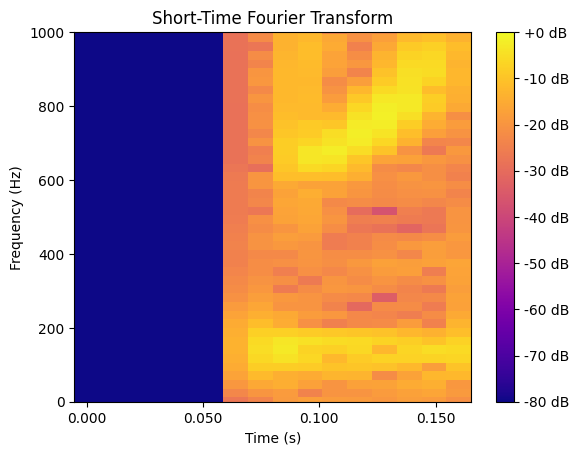 Short-Time Fourier Transform
1000
800
600
400
200
0
Frequency (Hz)
0.000
0.050
0.100
0.150
Time (s)
+0 dB
-10 dB
-20 dB
-30 dB
-40 dB
-50 dB
-60 dB
-70 dB
-80 dB